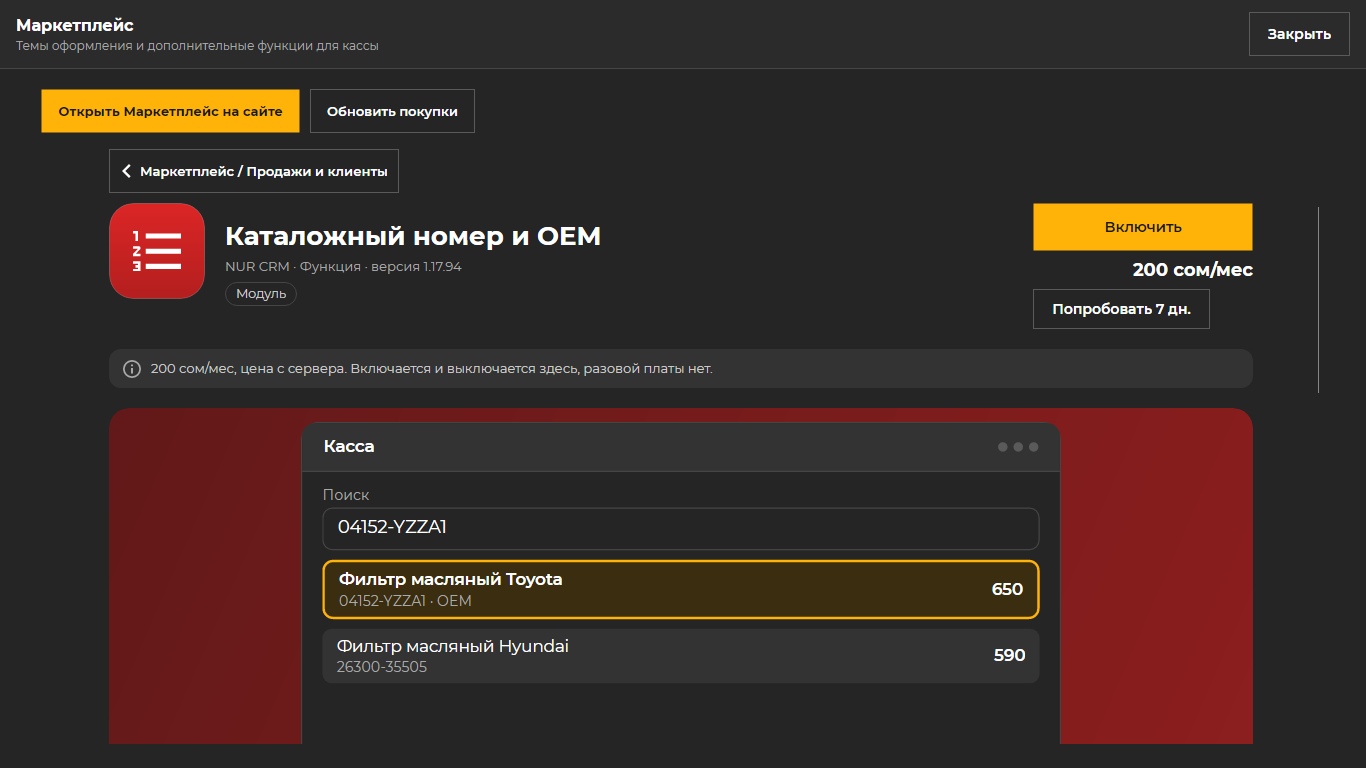 Маркетплейс
Темы оформления и дополнительные функции для кассы
Закрыть
Открыть Маркетплейс на сайте
Обновить покупки
Маркетплейс / Продажи и клиенты
1
2
3
Каталожный номер и OEM
NUR CRM · Функция · версия 1.17.94
Модуль
Включить
200 сом/мес
Попробовать 7 дн.
200 сом/мес, цена с сервера. Включается и выключается здесь, разовой платы нет.
Касса
Поиск
04152-YZZA1
Фильтр масляный Toyota
04152-YZZA1 · OEM
650
Фильтр масляный Hyundai
26300-35505
590